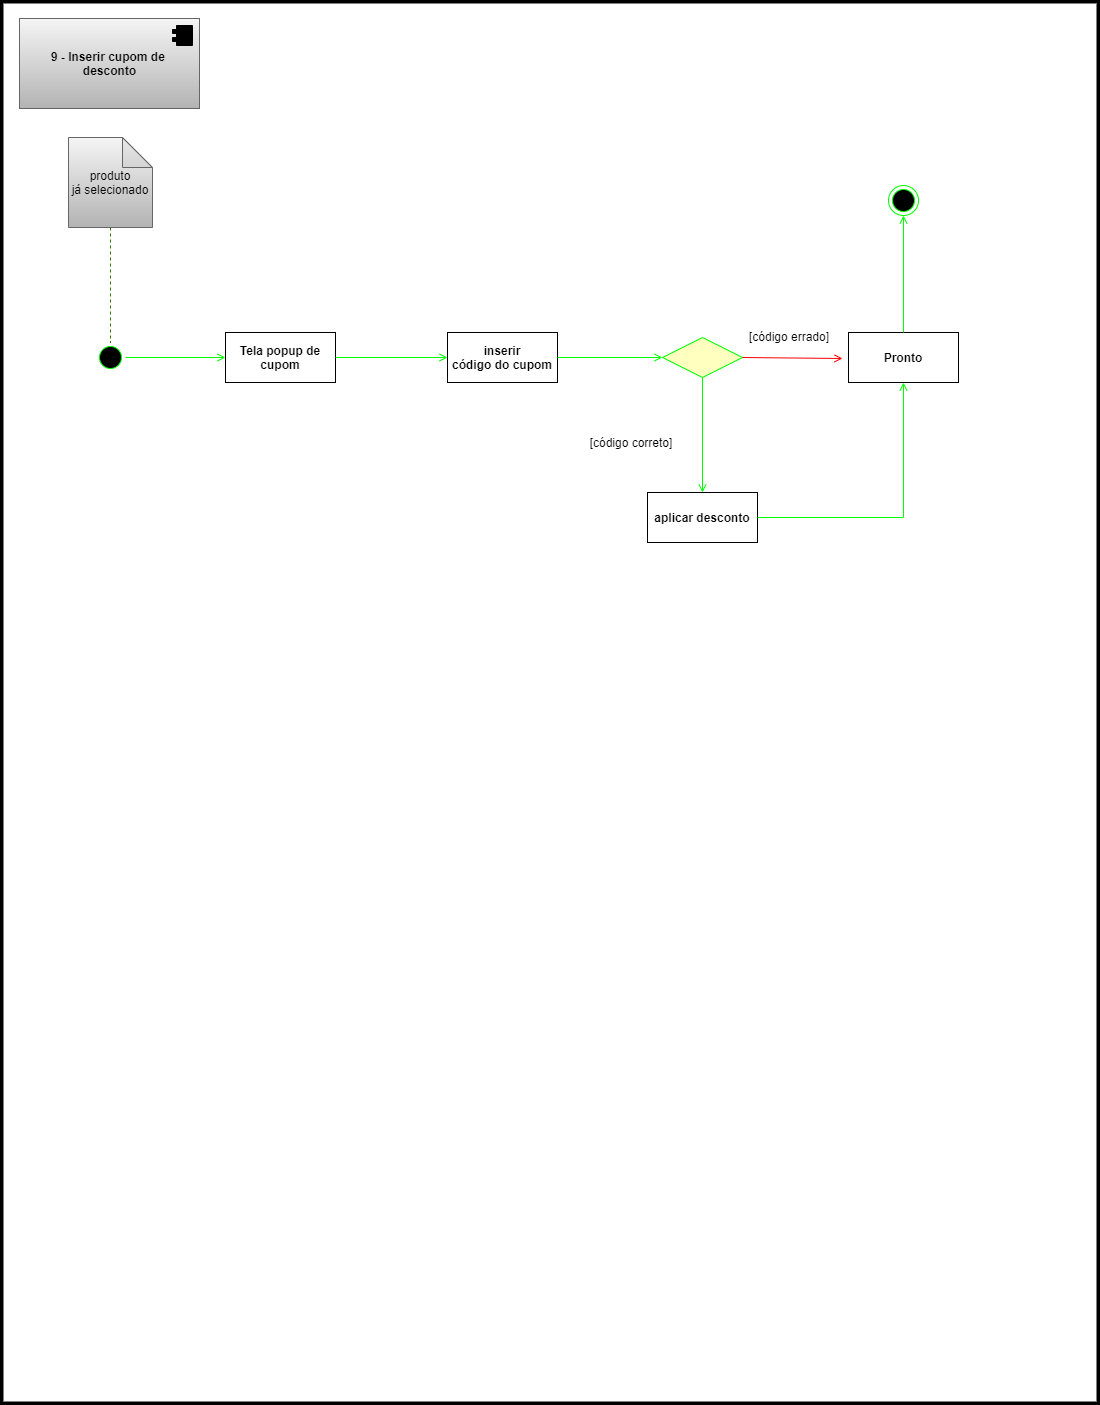 9 - Inserir cupom de
desconto
produto
já selecionado
Tela popup de
cupom
inserir
código do cupom
[código errado]
Pronto
[código correto]
aplicar desconto